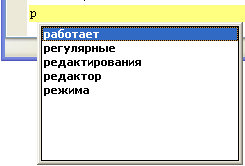 р
работает
регулярные
редактирования
редактор
режима